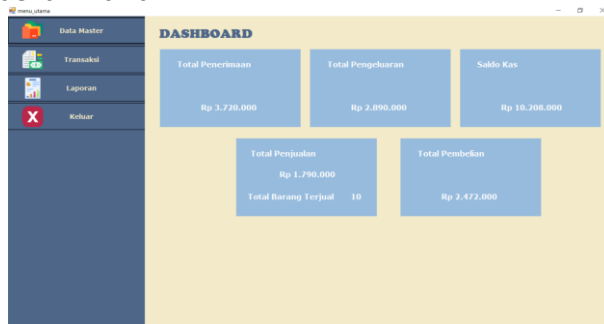 menu_utama
Data Master
Transaksi
Laporan
X Keluar
DASHBOARD
Total Penerimaan
Rp 3.720.000
Total Pengeluaran
Rp 2.890.000
Saldo Kas
Rp 10.208.000
Total Penjualan
Rp 1.790.000
Total Barang Terjual 10
Total Pembelian
Rp 2.472.000